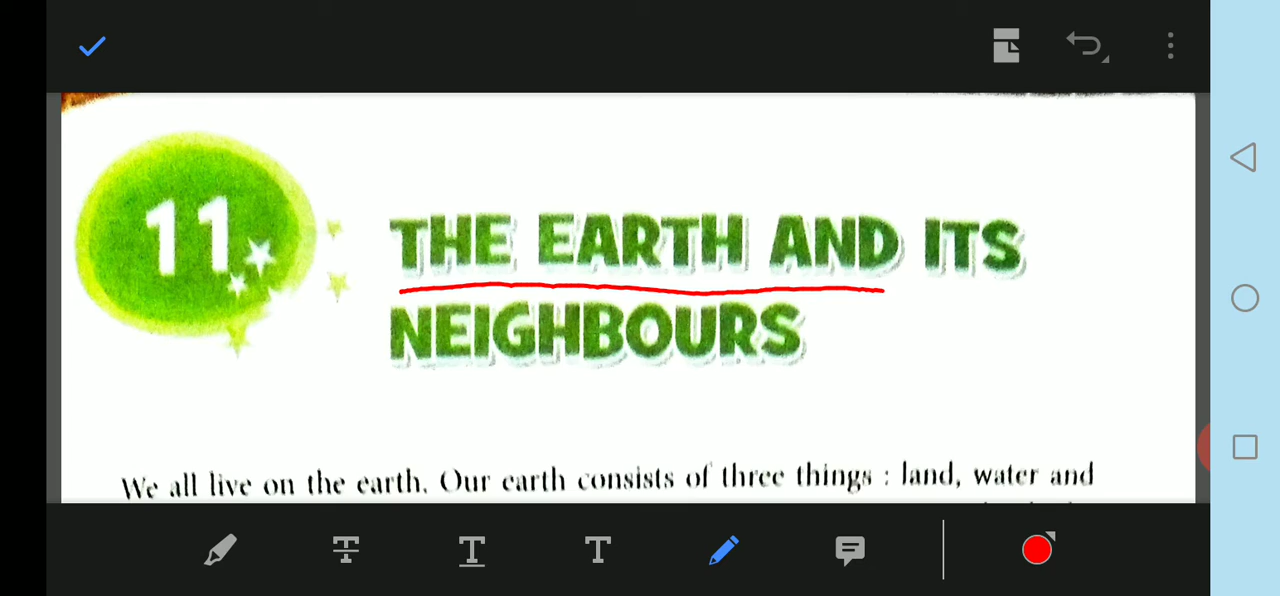 11
THE EARTH AND ITS
NEIGHBOURS
We all live on the earth. Our earth consists of three things : land, water and